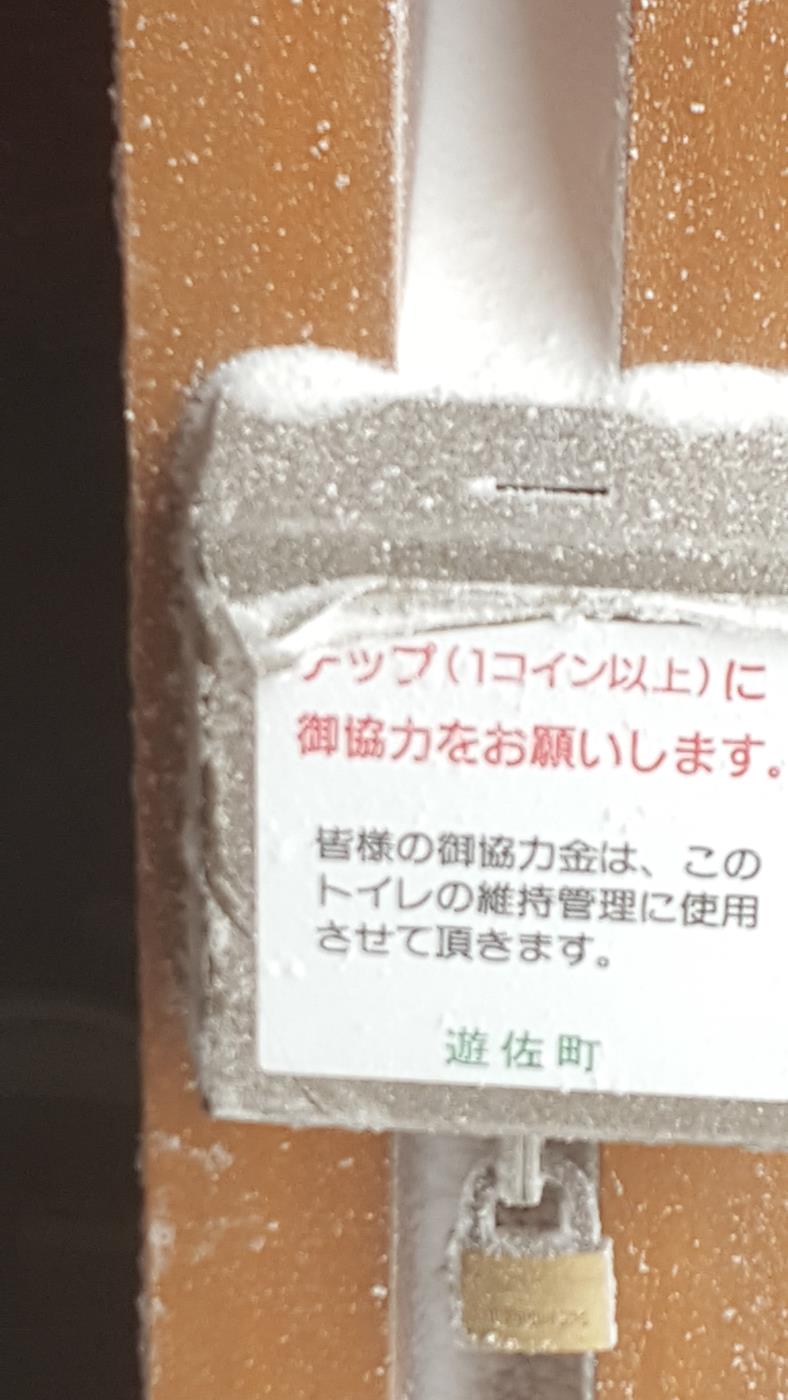 チップ（1コイン以上）に
御協力をお願いします。
皆様の御協力金は、この
トイレの維持管理に使用
させて頂きます。
遊佐町